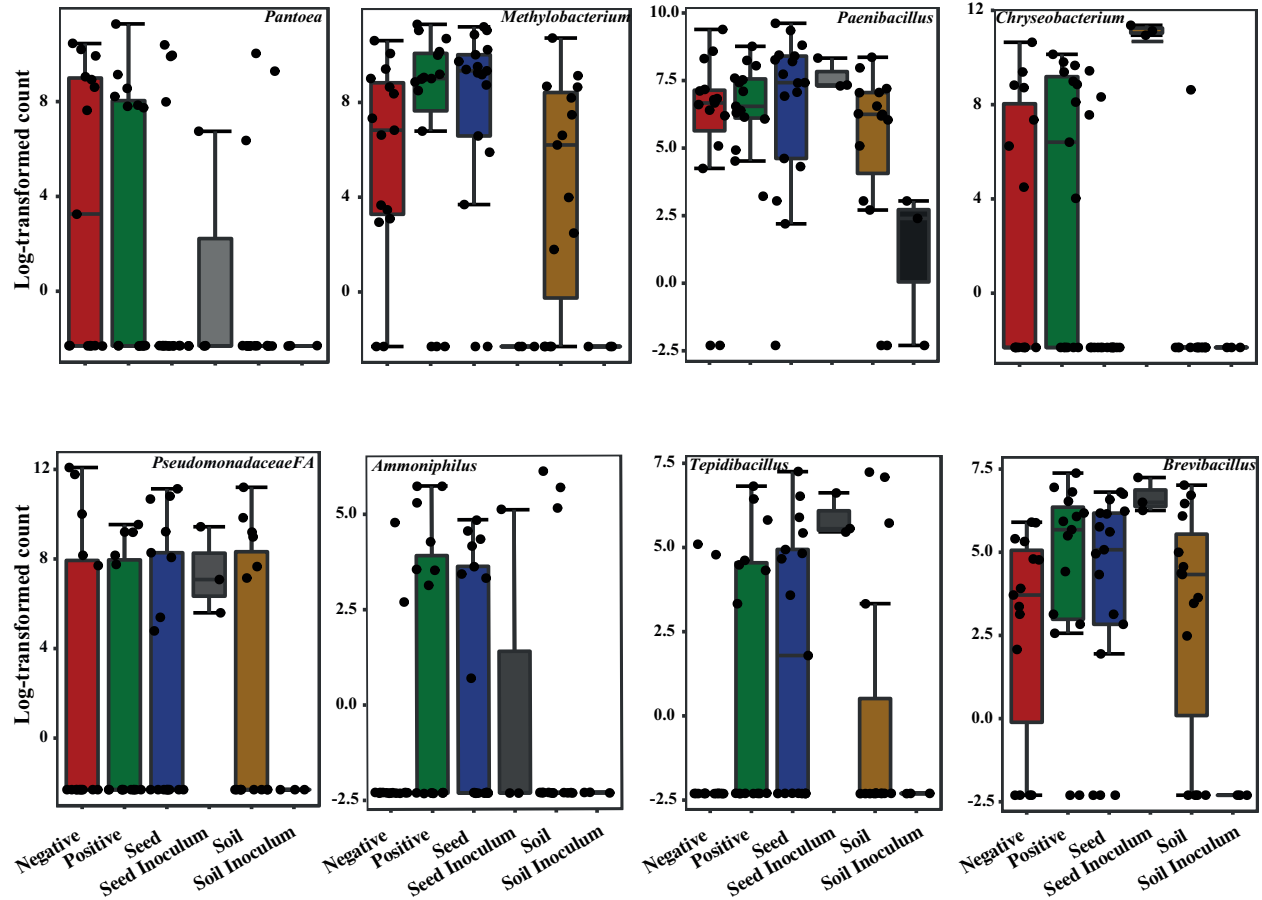 Pantoea
Methylobacterium
Paenibacillus
Chryseobacterium
Log-transformed count
8
4
0
8
4
0
10.0
7.5
5.0
2.5
0.0
-2.5
12
8
4
0
PseudomonadaceaeFA
Ammoniphilus
Tepidibacillus
Brevibacillus
Log-transformed count
12
8
4
0
5.0
2.5
0.0
-2.5
7.5
5.0
2.5
0.0
-2.5
7.5
5.0
2.5
0.0
-2.5
Negative
Positive
Seed
Seed Inoculum
Soil
Soil Inoculum
Negative
Positive
Seed
Seed Inoculum
Soil
Soil Inoculum
Negative
Positive
Seed
Seed Inoculum
Soil
Soil Inoculum
Negative
Positive
Seed
Seed Inoculum
Soil
Soil Inoculum